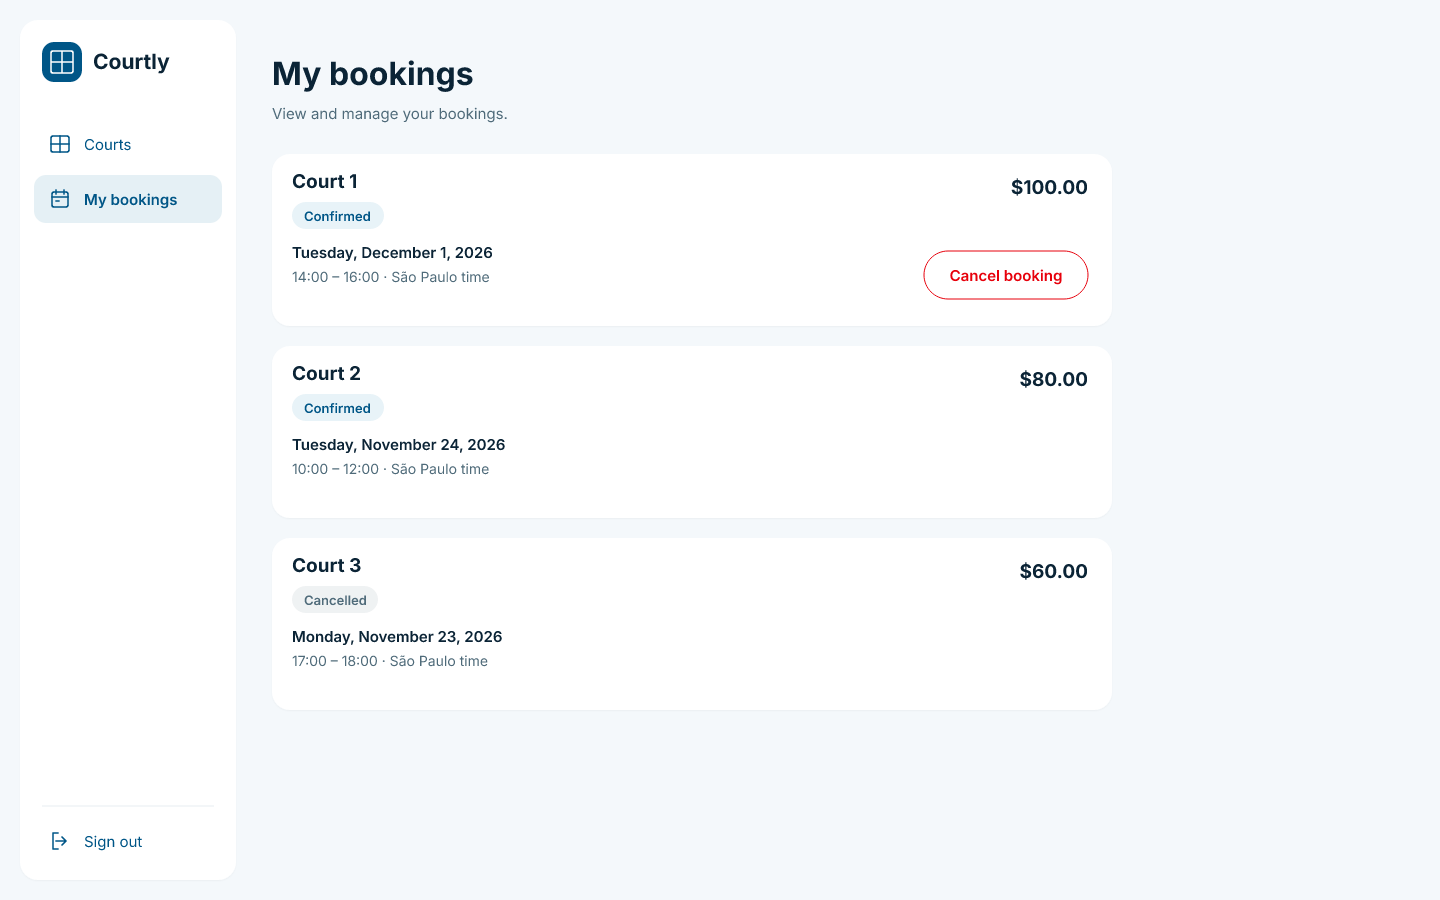 Courtly
Courts
My bookings
Sign out
My bookings
View and manage your bookings.
Court 1
$100.00
Confirmed
Tuesday, December 1, 2026
14:00 – 16:00 · São Paulo time
Cancel booking
Court 2
$80.00
Confirmed
Tuesday, November 24, 2026
10:00 – 12:00 · São Paulo time
Court 3
$60.00
Cancelled
Monday, November 23, 2026
17:00 – 18:00 · São Paulo time